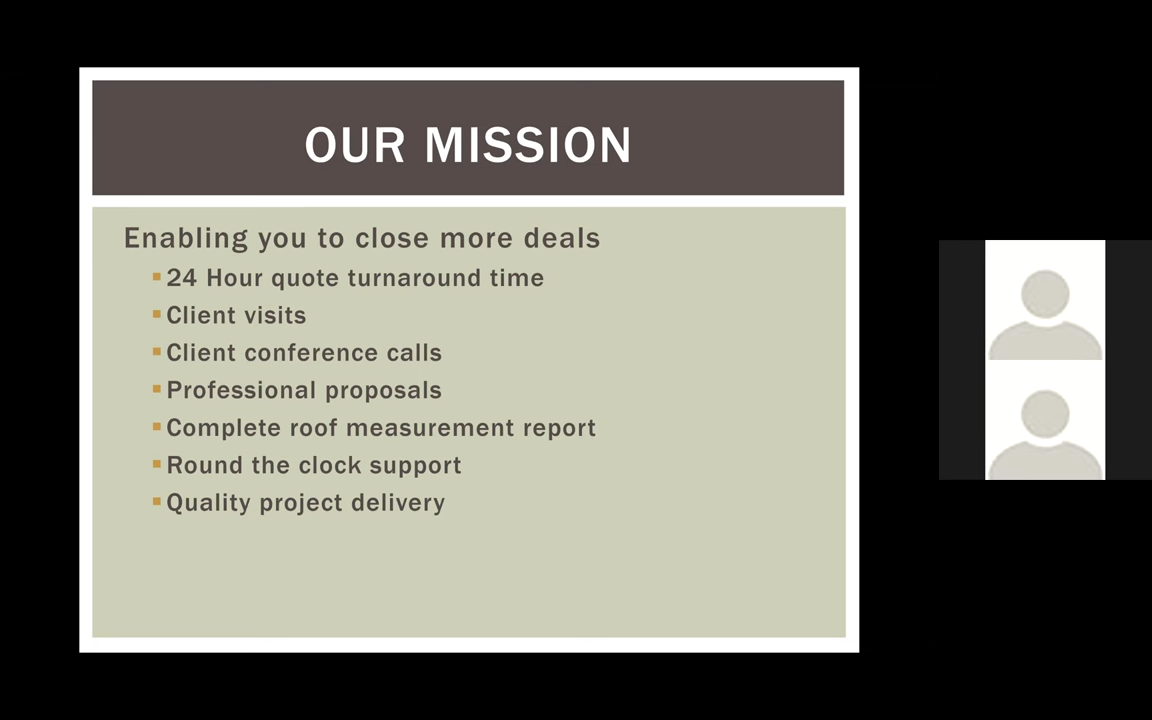 OUR MISSION
Enabling you to close more deals
24 Hour quote turnaround time
Client visits
Client conference calls
Professional proposals
Complete roof measurement report
Round the clock support
Quality project delivery